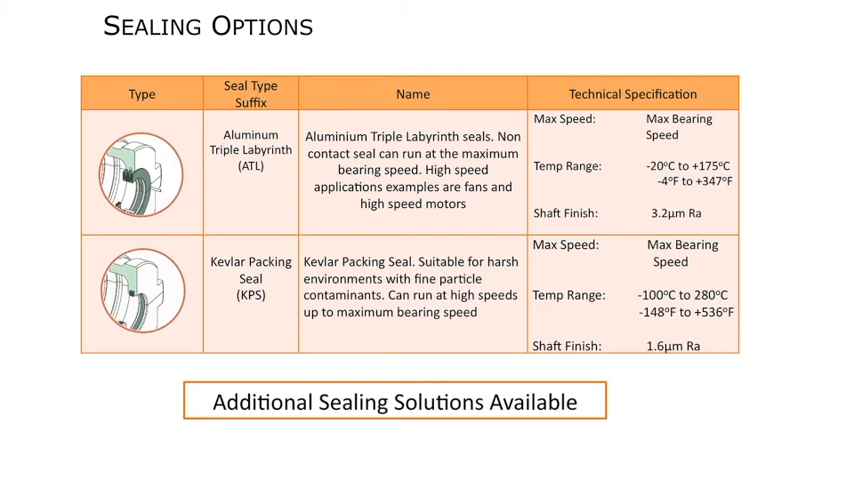 SEALING OPTIONS
Type
Seal Type
Suffix
Name
Technical Specification
Aluminum
Triple Labyrinth
(ATL)
Aluminium Triple Labyrinth seals. Non
contact seal can run at the maximum
bearing speed. High speed
applications examples are fans and
high speed motors
Max Speed: Max Bearing
Speed
Temp Range: -20°C to +175°C
-4°F to +347°F
Shaft Finish: 3.2µm Ra
Kevlar Packing
Seal
(KPS)
Kevlar Packing Seal. Suitable for harsh
environments with fine particle
contaminants. Can run at high speeds
up to maximum bearing speed
Max Speed: Max Bearing
Speed
Temp Range: -100°C to 280°C
-148°F to +536°F
Shaft Finish: 1.6µm Ra
Additional Sealing Solutions Available